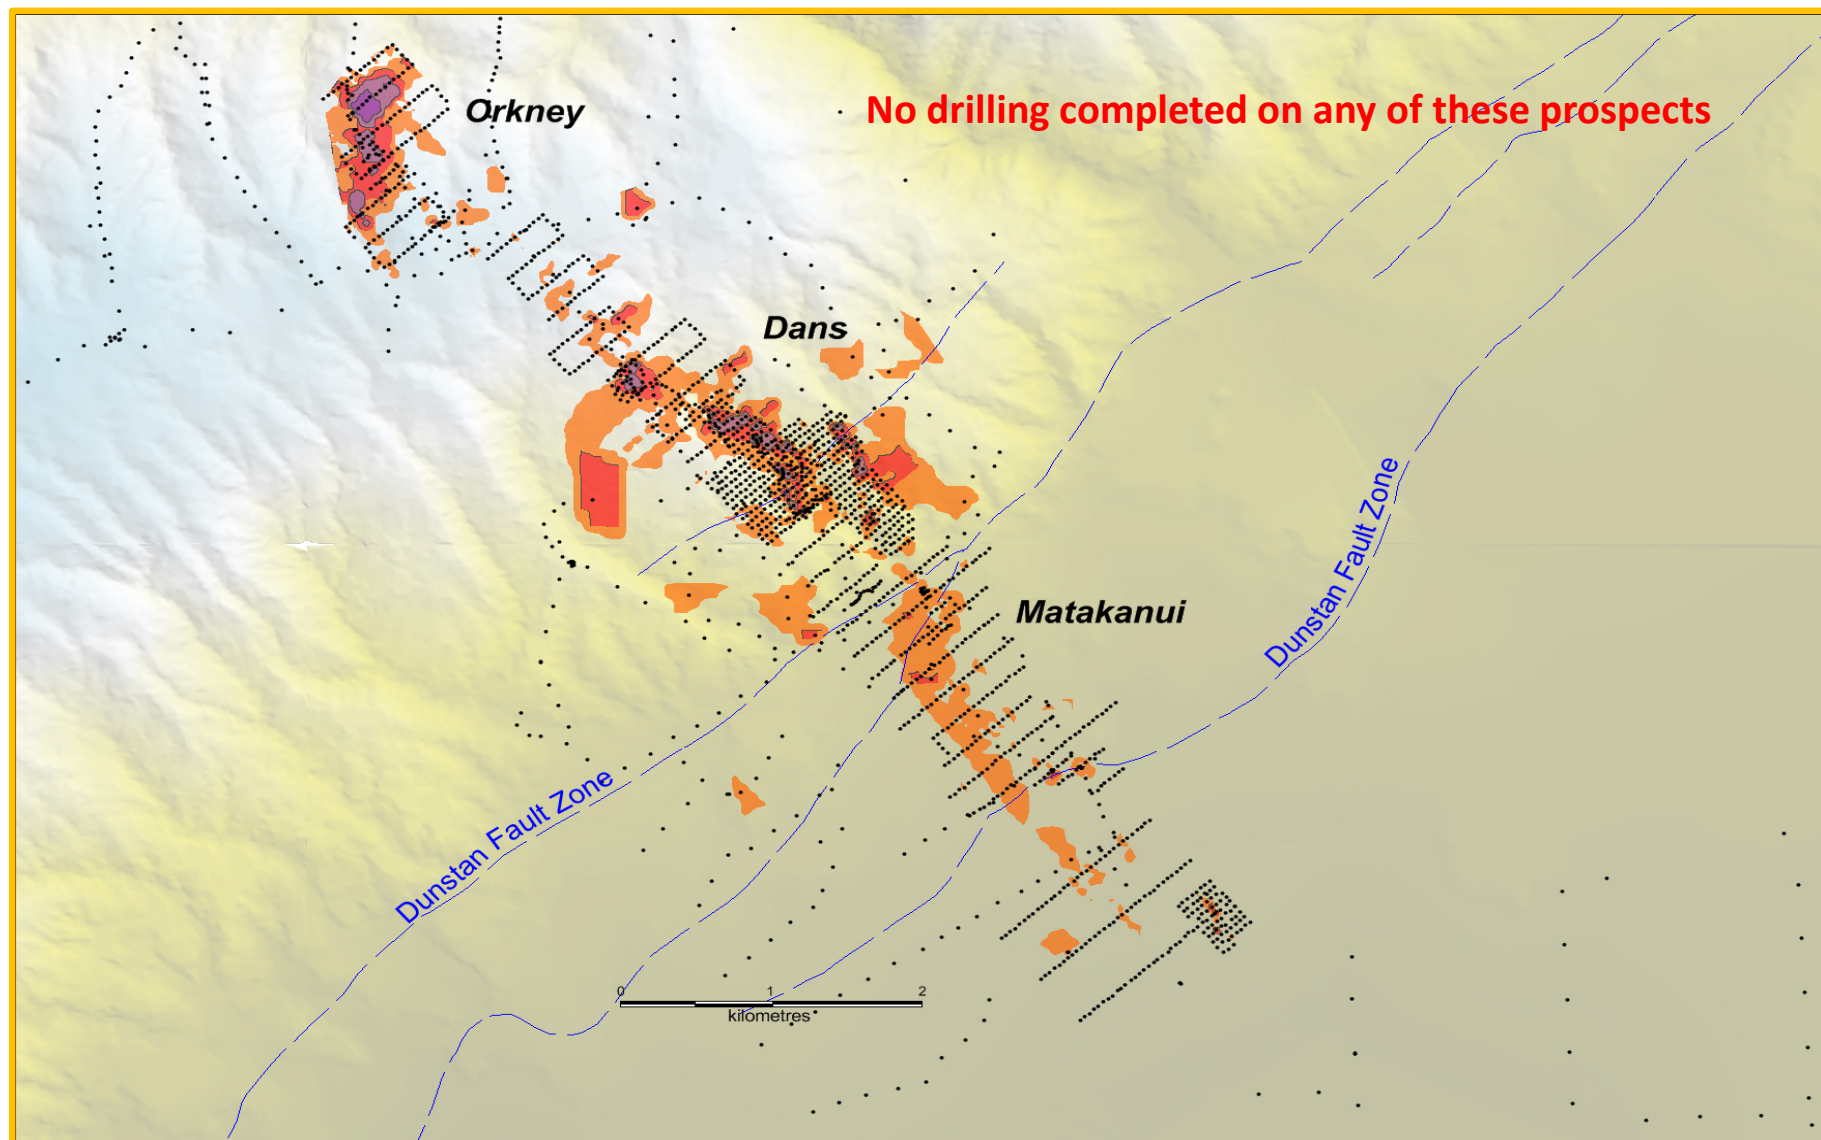 No drilling completed on any of these prospects
Orkney
Dans
Matakanui
Dunstan Fault Zone
Dunstan Fault Zone
0 1 2
kilometres